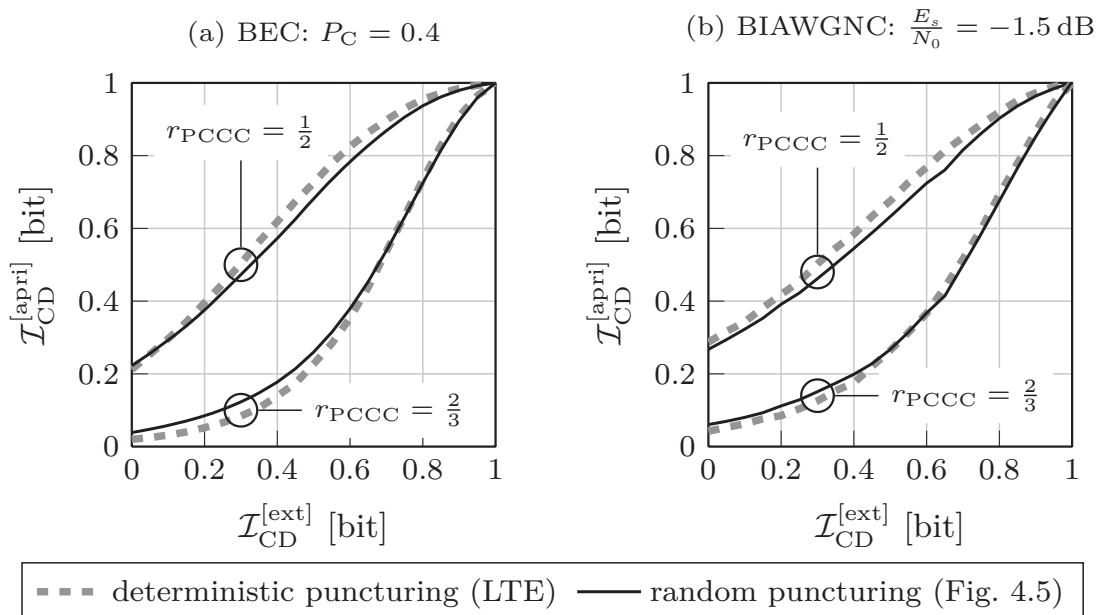 (a) BEC: P_C = 0.4
(b) BIAWGNC: E_s/N_0 = −1.5 dB
1
0.8
0.6
0.4
0.2
0
r_PCCC = 1/2
r_PCCC = 2/3
0 0.2 0.4 0.6 0.8 1
I_CD^[ext] [bit]
I_CD^[apri] [bit]
1
0.8
0.6
0.4
0.2
0
r_PCCC = 1/2
r_PCCC = 2/3
0 0.2 0.4 0.6 0.8 1
I_CD^[ext] [bit]
I_CD^[apri] [bit]
deterministic puncturing (LTE) random puncturing (Fig. 4.5)